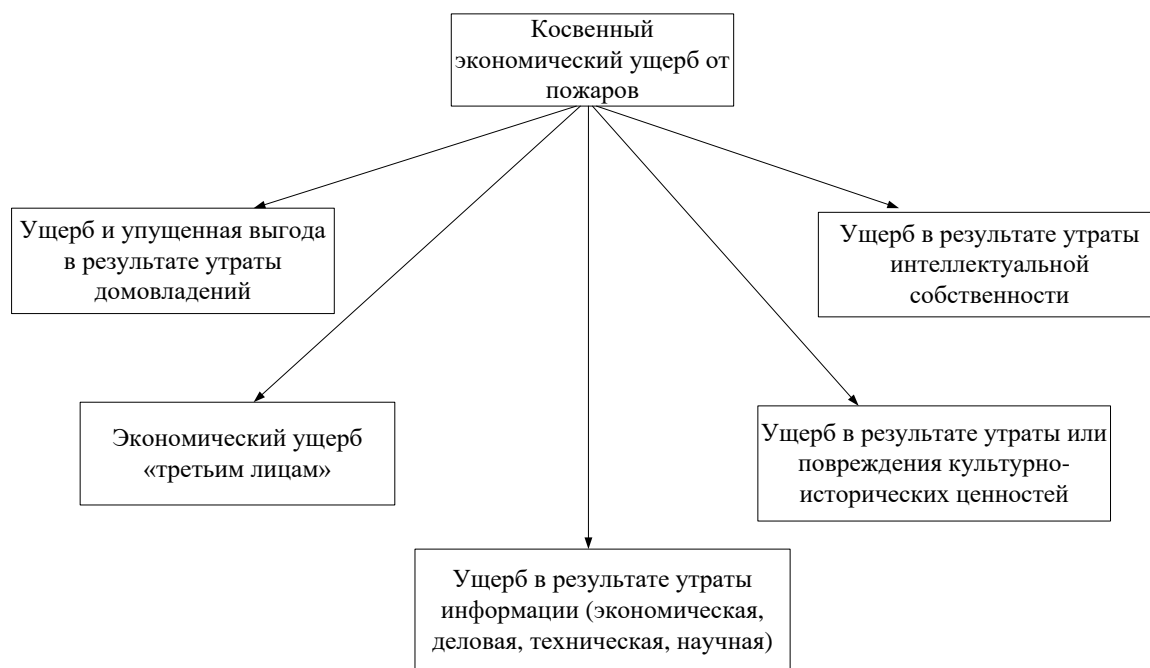 Косвенный
экономический ущерб от
пожаров
Ущерб и упущенная выгода
в результате утраты
домовладений
Ущерб в результате утраты
интеллектуальной
собственности
Экономический ущерб
«третьим лицам»
Ущерб в результате утраты или
повреждения культурно-
исторических ценностей
Ущерб в результате утраты
информации (экономическая,
деловая, техническая, научная)